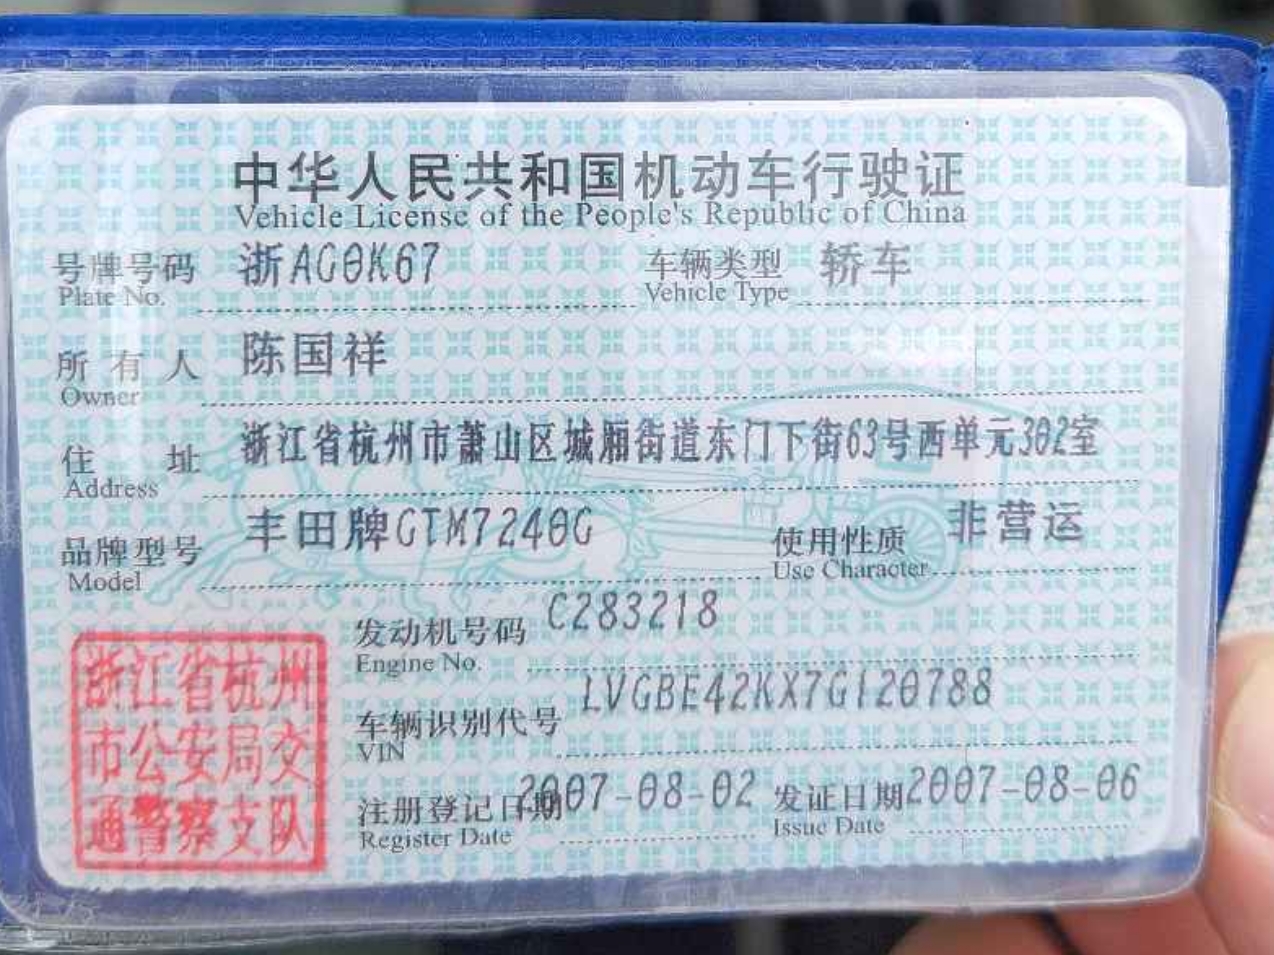 中华人民共和国机动车行驶证
Vehicle License of the People's Republic of China
号牌号码 浙AG0K67 车辆类型 轿车
Plate No. Vehicle Type
所有人 陈国祥
Owner
住址 浙江省杭州市萧山区城厢街道东门下街63号西单元302室
Address
品牌型号 丰田牌GTM7240G 使用性质 非营运
Model Use Character
发动机号码 C283218
Engine No.
车辆识别代号 LVGBE42KX7G120788
VIN
注册登记日期 2007-08-02 发证日期 2007-08-06
Register Date Issue Date
浙江省杭州
市公安局交
通警察支队